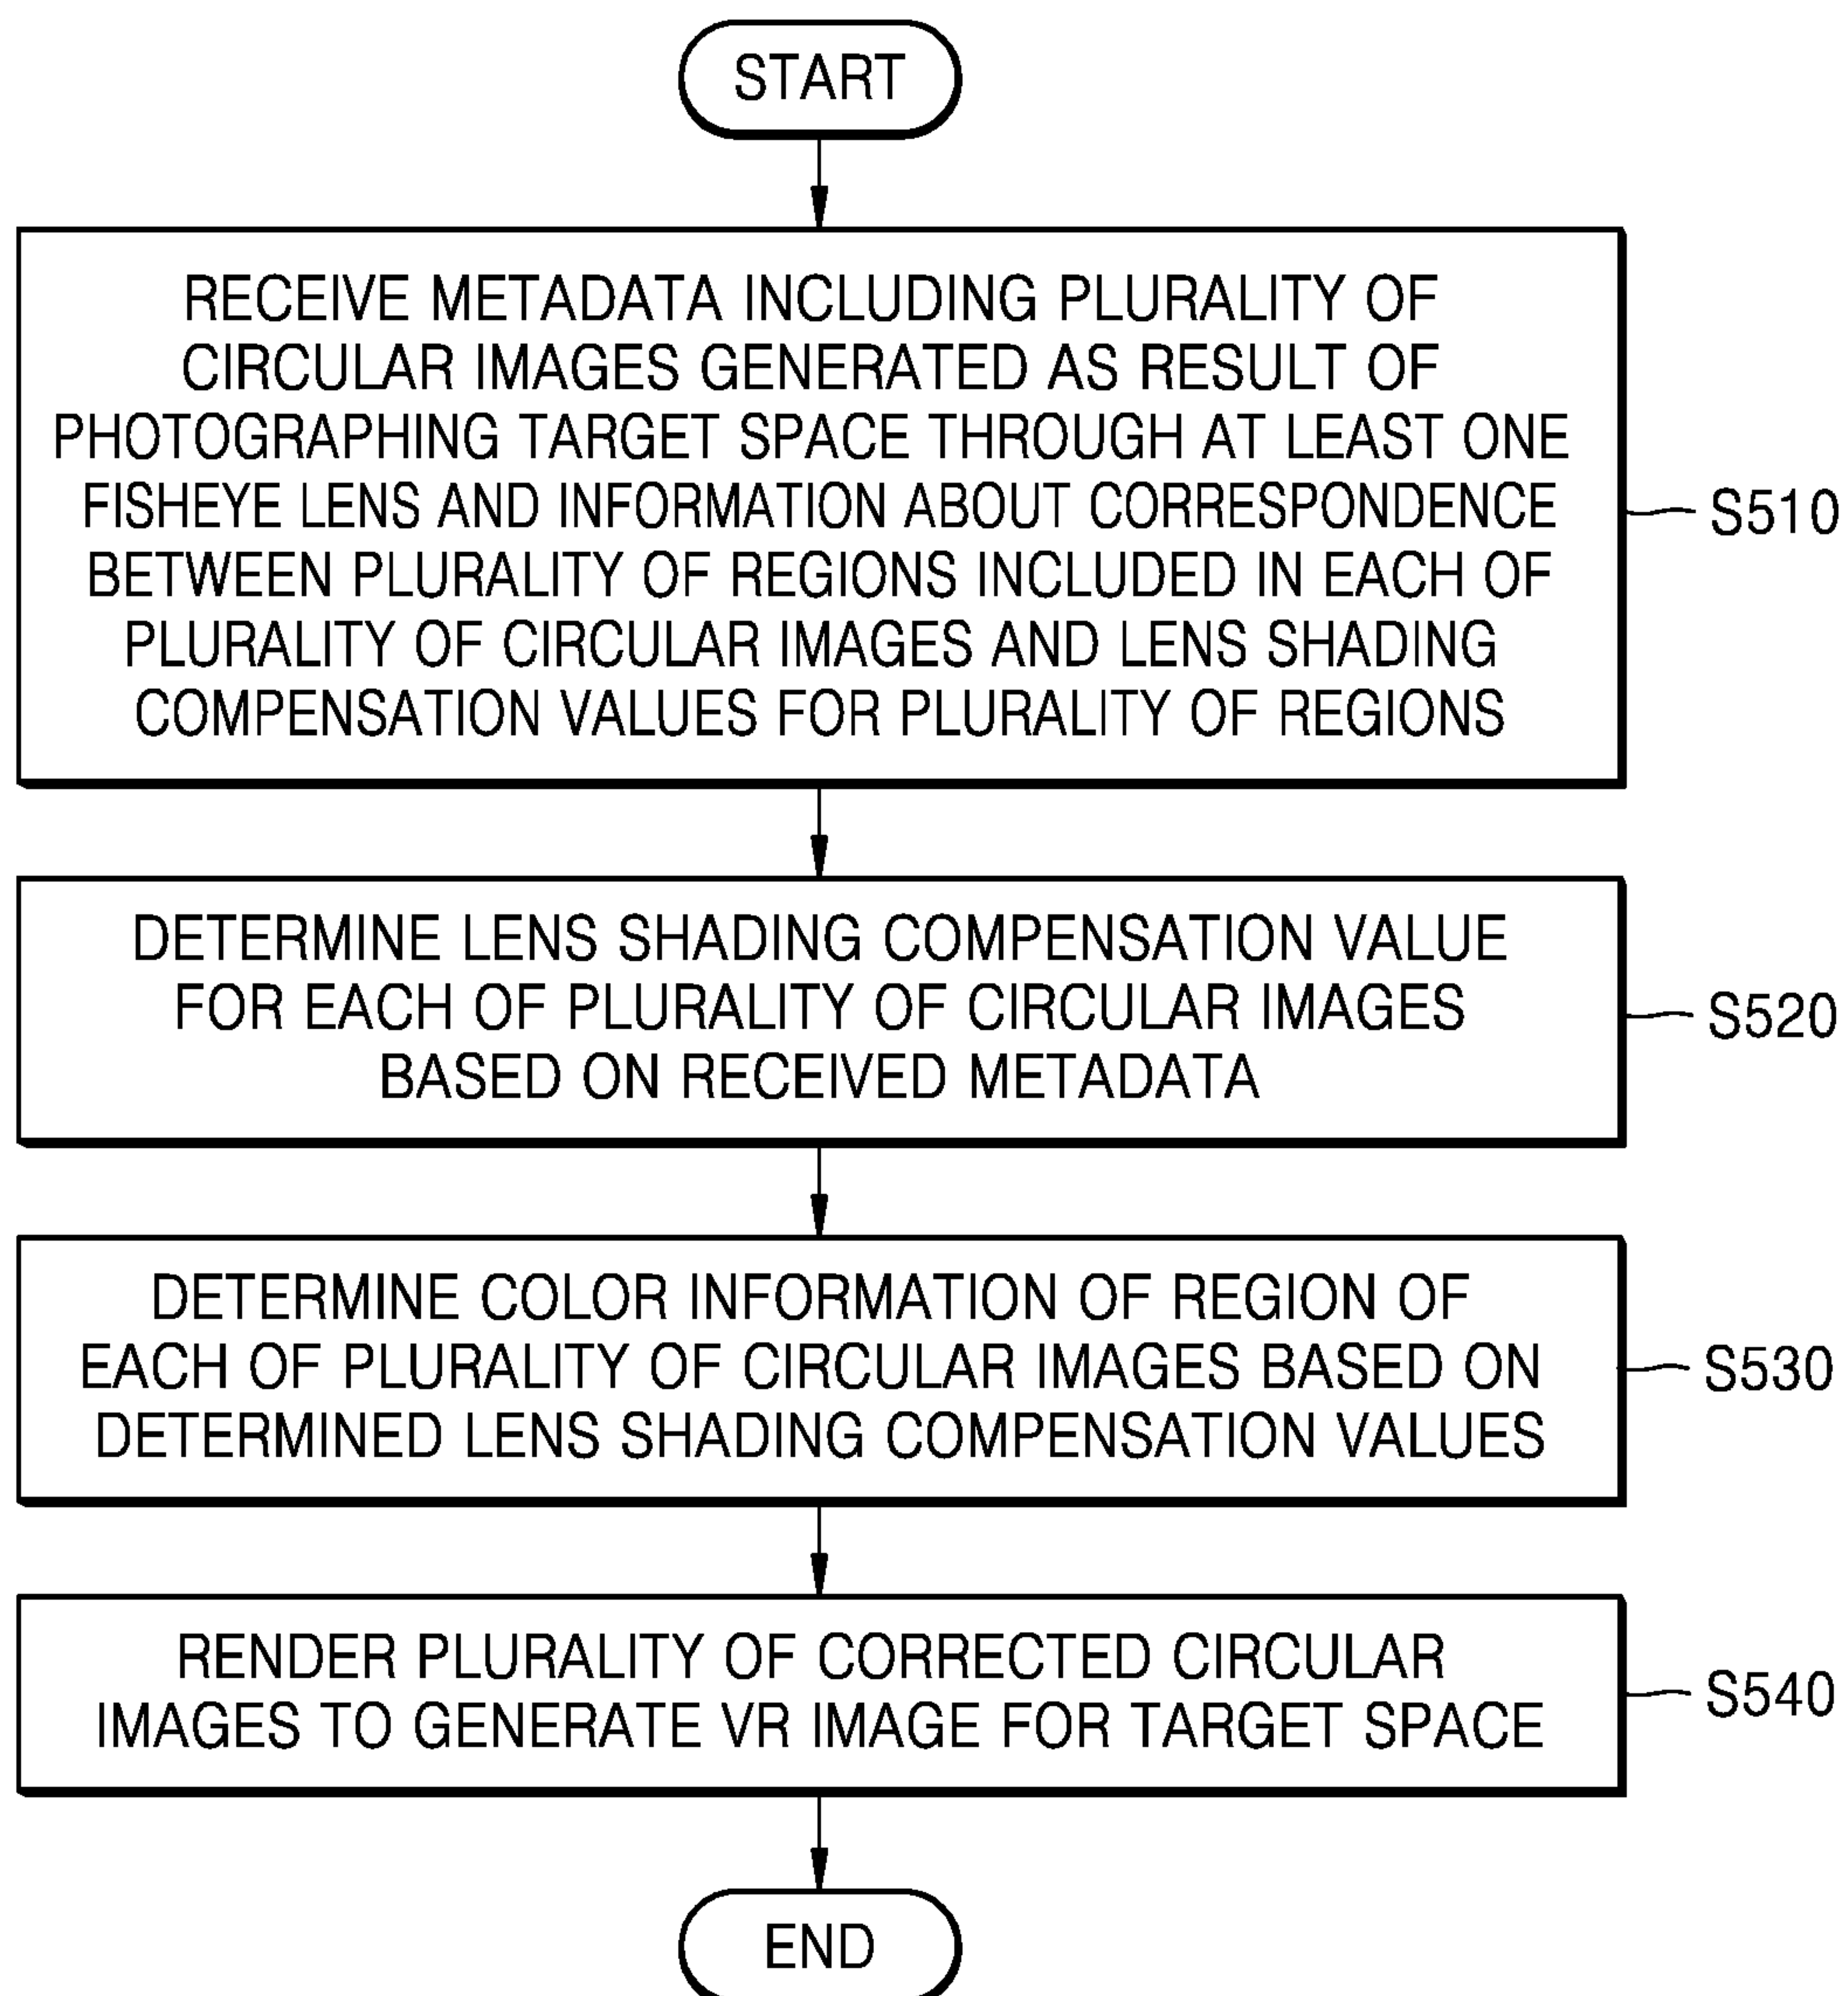 START
RECEIVE METADATA INCLUDING PLURALITY OF
CIRCULAR IMAGES GENERATED AS RESULT OF
PHOTOGRAPHING TARGET SPACE THROUGH AT LEAST ONE
FISHEYE LENS AND INFORMATION ABOUT CORRESPONDENCE
BETWEEN PLURALITY OF REGIONS INCLUDED IN EACH OF
PLURALITY OF CIRCULAR IMAGES AND LENS SHADING
COMPENSATION VALUES FOR PLURALITY OF REGIONS
S510
DETERMINE LENS SHADING COMPENSATION VALUE
FOR EACH OF PLURALITY OF CIRCULAR IMAGES
BASED ON RECEIVED METADATA
S520
DETERMINE COLOR INFORMATION OF REGION OF
EACH OF PLURALITY OF CIRCULAR IMAGES BASED ON
DETERMINED LENS SHADING COMPENSATION VALUES
S530
RENDER PLURALITY OF CORRECTED CIRCULAR
IMAGES TO GENERATE VR IMAGE FOR TARGET SPACE
S540
END